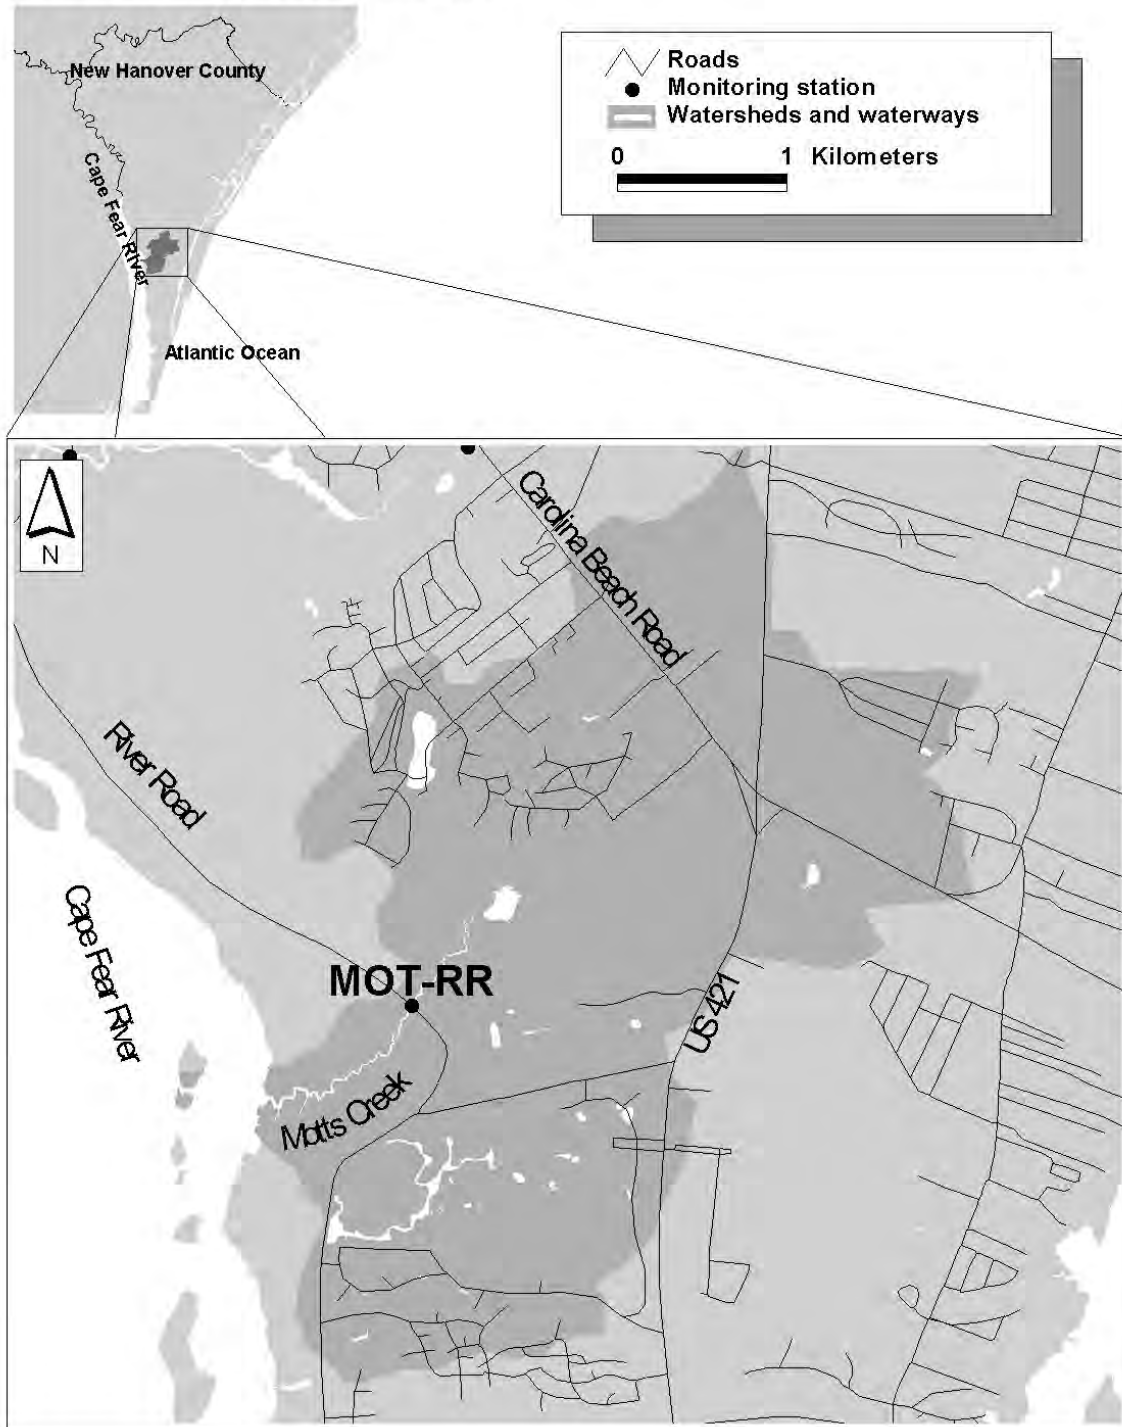 New Hanover County
Cape Fear River
Atlantic Ocean
Roads
Monitoring station
Watersheds and waterways
0 1 Kilometers
N
Carolina Beach Road
River Road
Cape Fear River
MOT-RR
US 421
Motts Creek